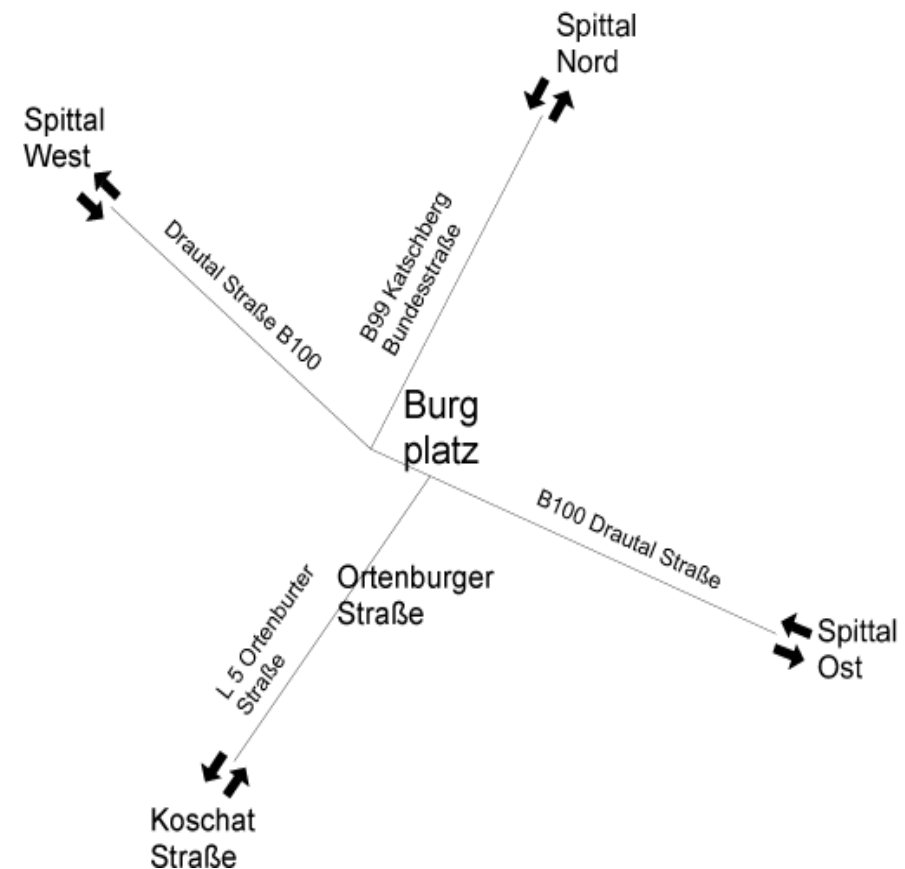 Spittal
Nord
Spittal
West
Drautal Straße B100
B99 Katschberg
Bundesstraße
Burg
platz
B100 Drautal Straße
Ortenburger
Straße
L 5 Ortenburter
Straße
Spittal
Ost
Koschat
Straße